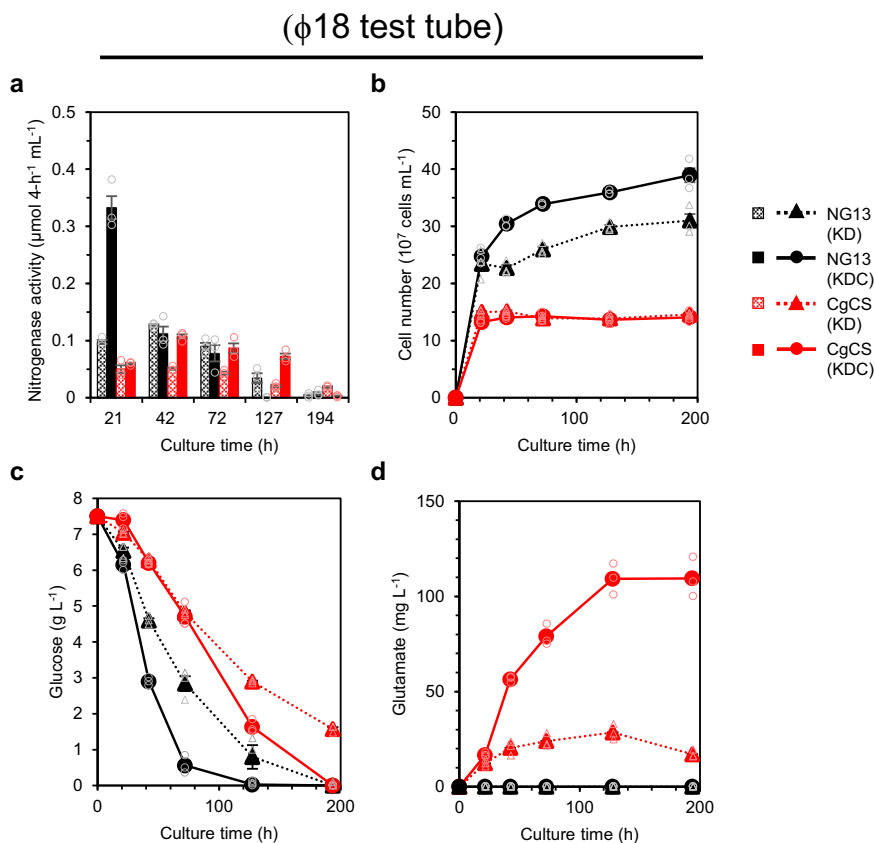 (ϕ18 test tube)
a
Nitrogenase activity (µmol 4-h⁻¹ mL⁻¹)
0.5
0.4
0.3
0.2
0.1
0
21 42 72 127 194
Culture time (h)
b
Cell number (10⁷ cells mL⁻¹)
50
40
30
20
10
0
0 100 200
Culture time (h)
NG13
(KD)
NG13
(KDC)
CgCS
(KD)
CgCS
(KDC)
c
Glucose (g L⁻¹)
8
7
6
5
4
3
2
1
0
0 100 200
Culture time (h)
d
Glutamate (mg L⁻¹)
150
100
50
0
0 100 200
Culture time (h)